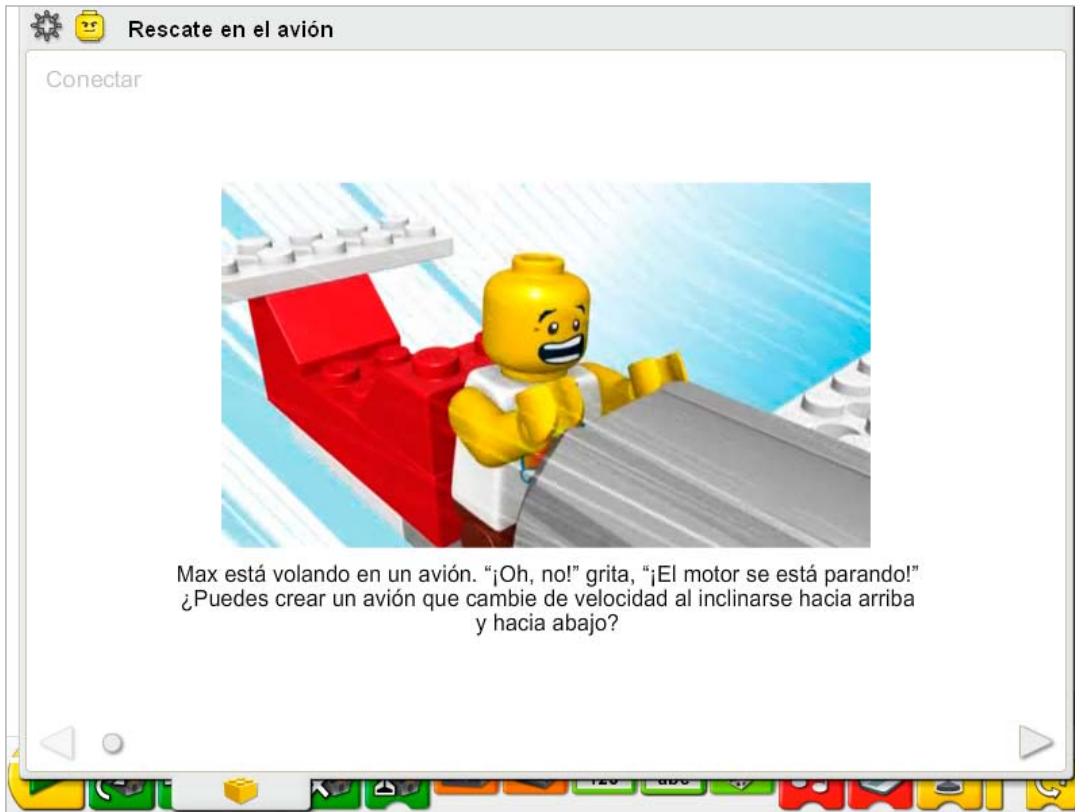 Rescate en el avión
Conectar
Max está volando en un avión. “¡Oh, no!” grita, “¡El motor se está parando!”
¿Puedes crear un avión que cambie de velocidad al inclinarse hacia arriba
y hacia abajo?